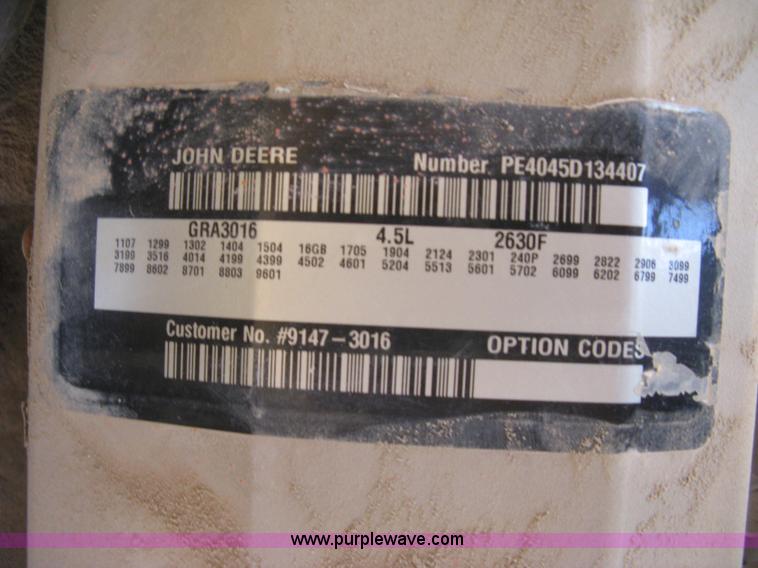 JOHN DEERE Number PE4045D134407
GRA3016 4.5L 2630F
1107 1299 1302 1404 1504 16GB 1705 1904 2124 2301 240P 2699 2822 2906 3099
3199 3516 4014 4199 4399 4502 4601 5204 5513 5601 5702 6099 6202 6799 7499
7899 8602 8701 8803 9601
Customer No. #9147-3016 OPTION CODES
www.purplewave.com